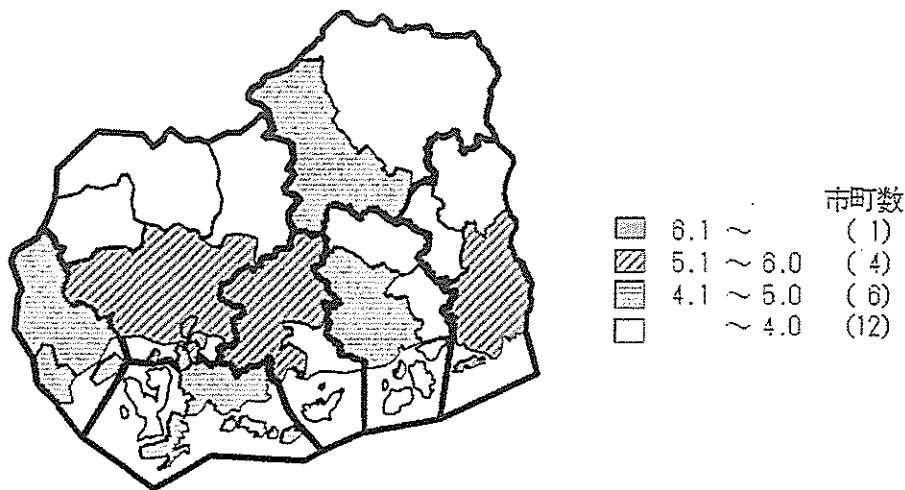 市町数
6.1 ～ ( 1)
5.1 ～ 6.0 ( 4)
4.1 ～ 5.0 ( 6)
～ 4.0 (12)